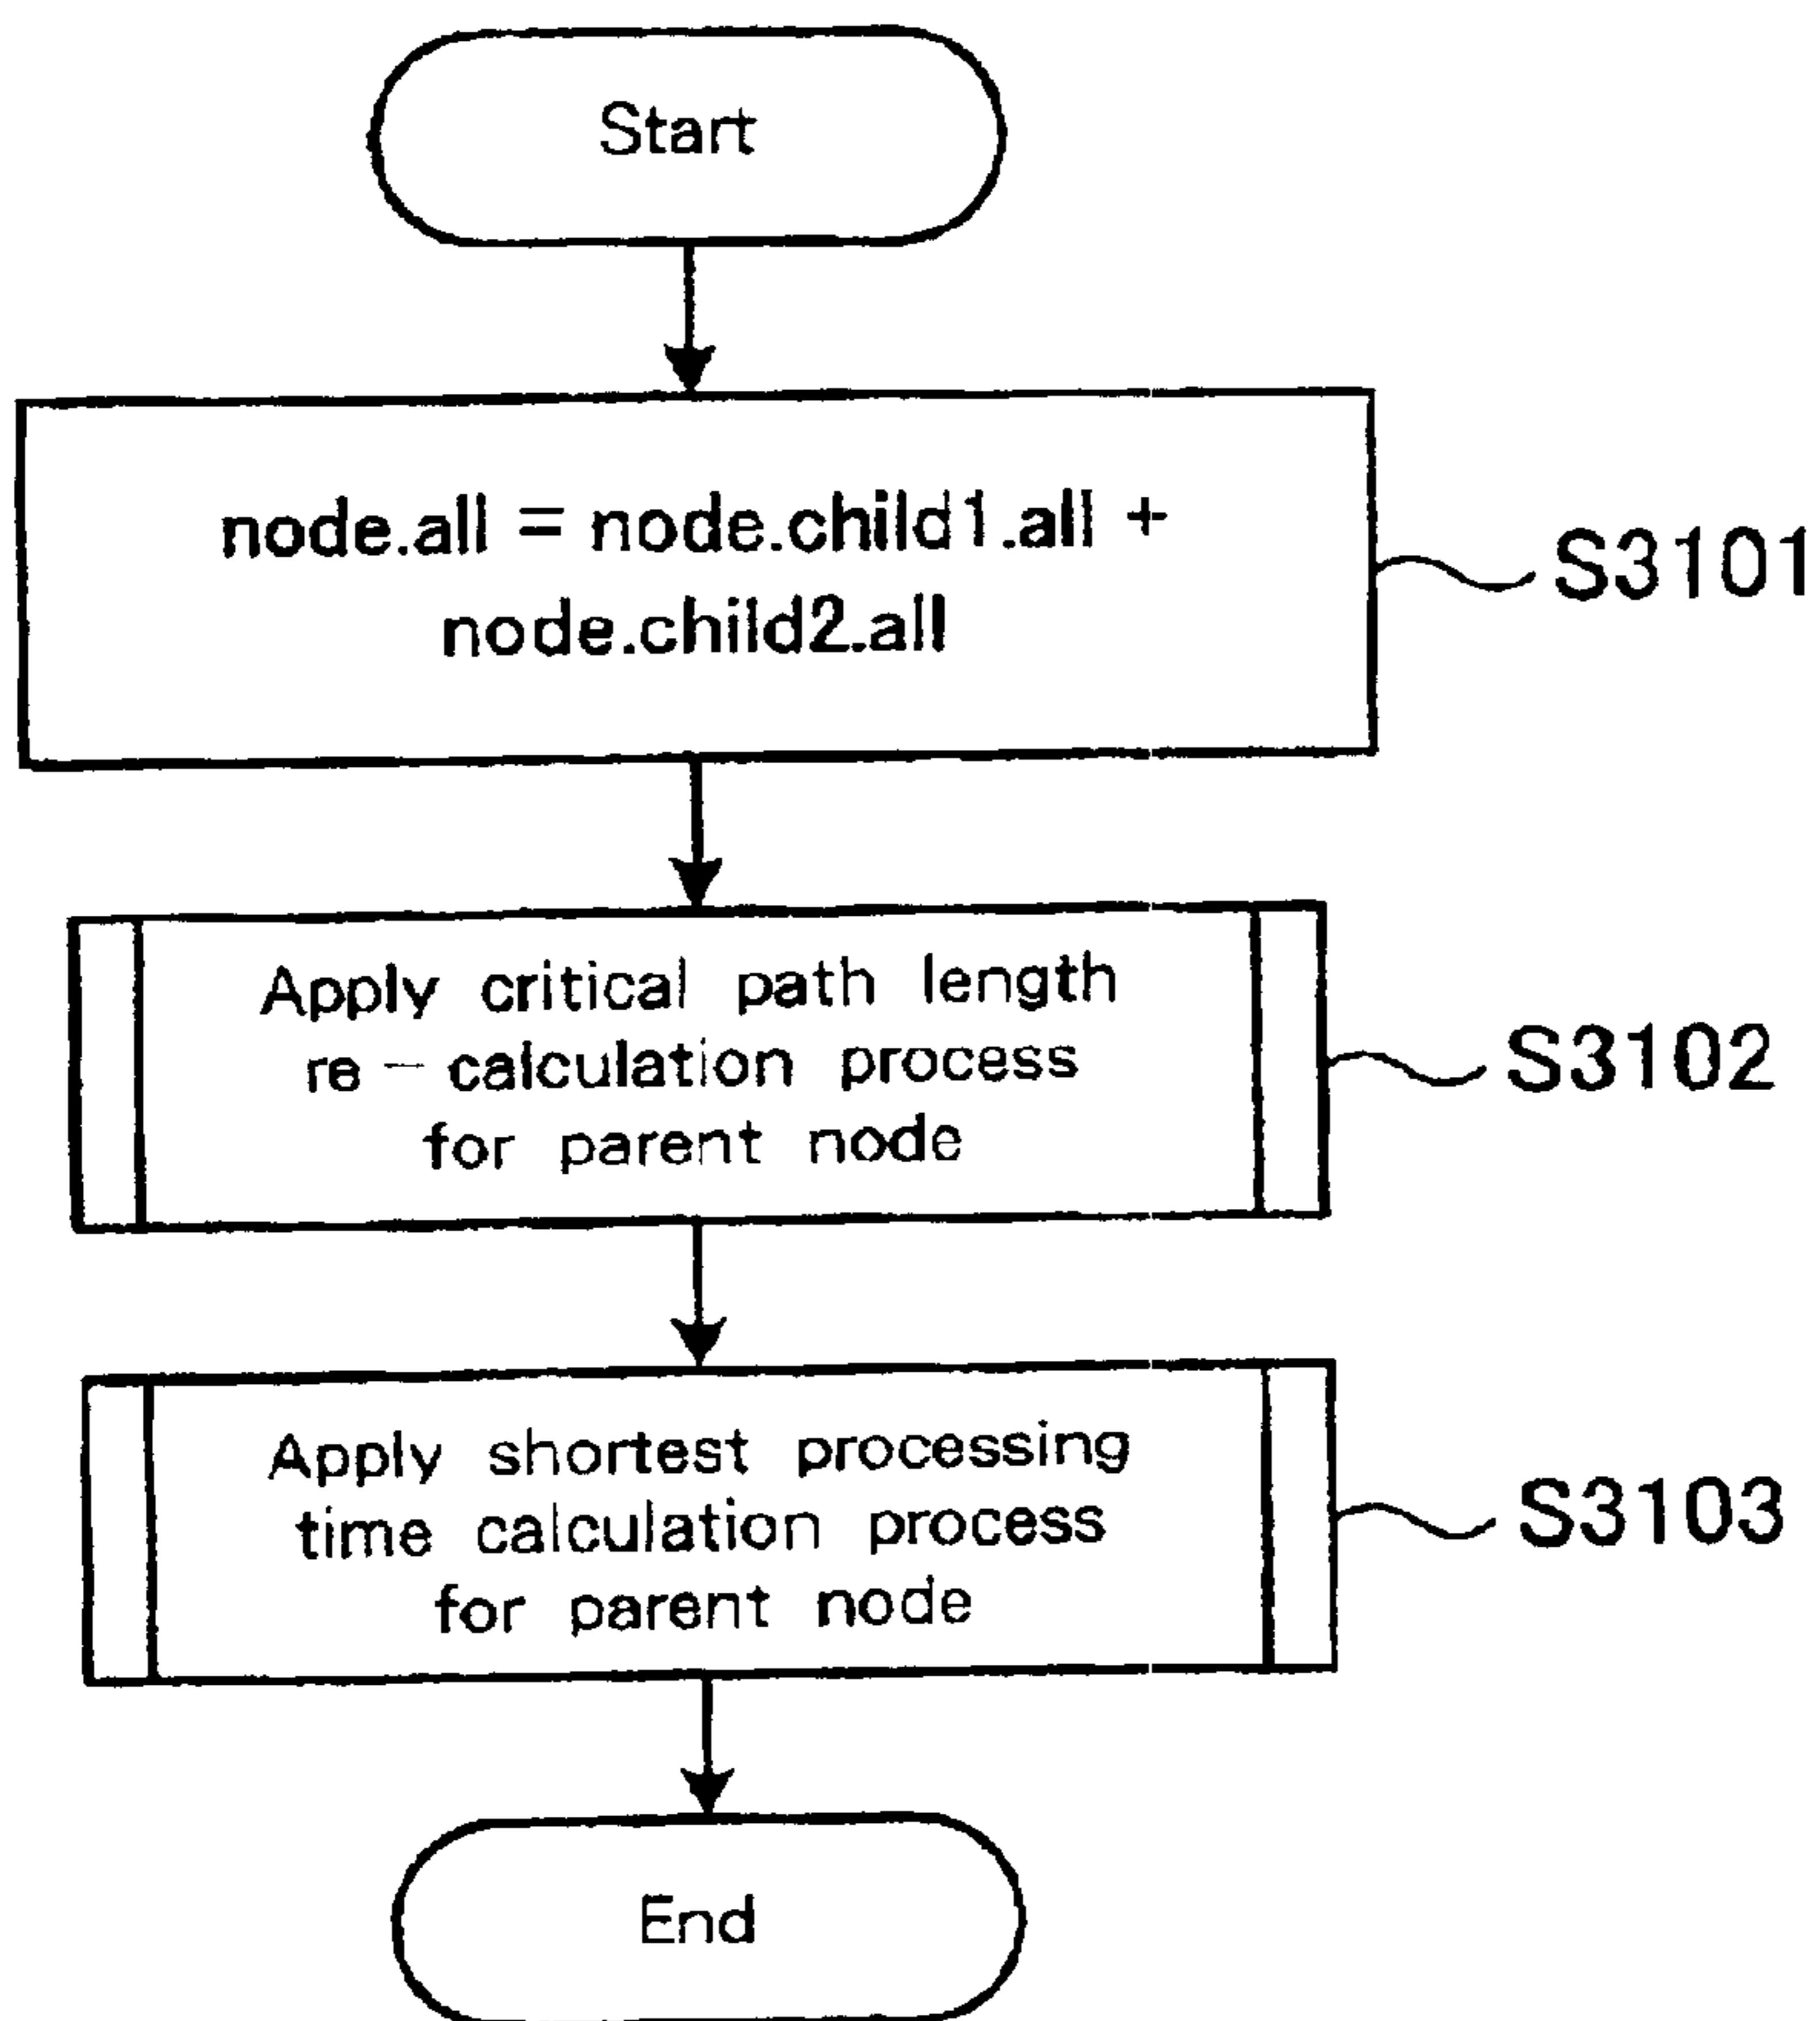 Start
node.all = node.child1.all +
node.child2.all
S3101
Apply critical path length
re - calculation process
for parent node
S3102
Apply shortest processing
time calculation process
for parent node
S3103
End